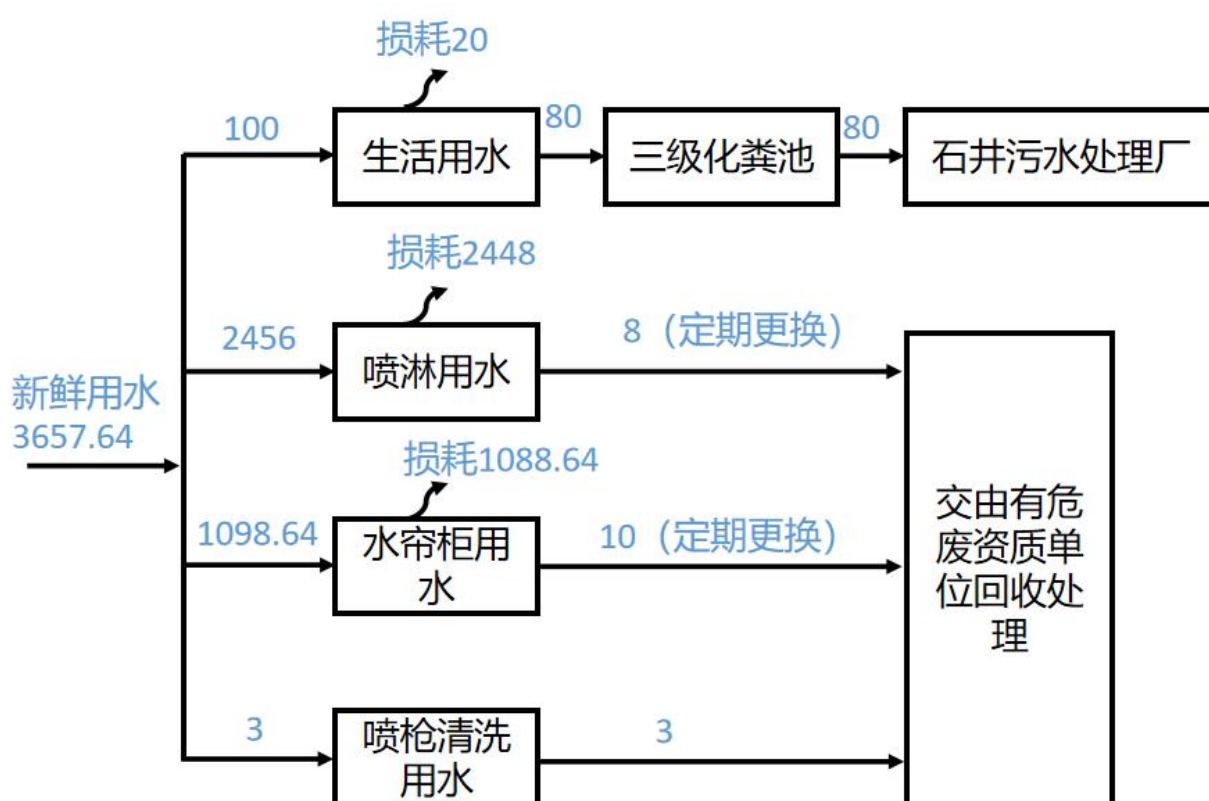 损耗20
100
生活用水
80
三级化粪池
80
石井污水处理厂
损耗2448
2456
喷淋用水
8（定期更换）
新鲜用水
3657.64
损耗1088.64
1098.64
水帘柜用
水
10（定期更换）
交由有危
废资质单
位回收处
理
3
喷枪清洗
用水
3